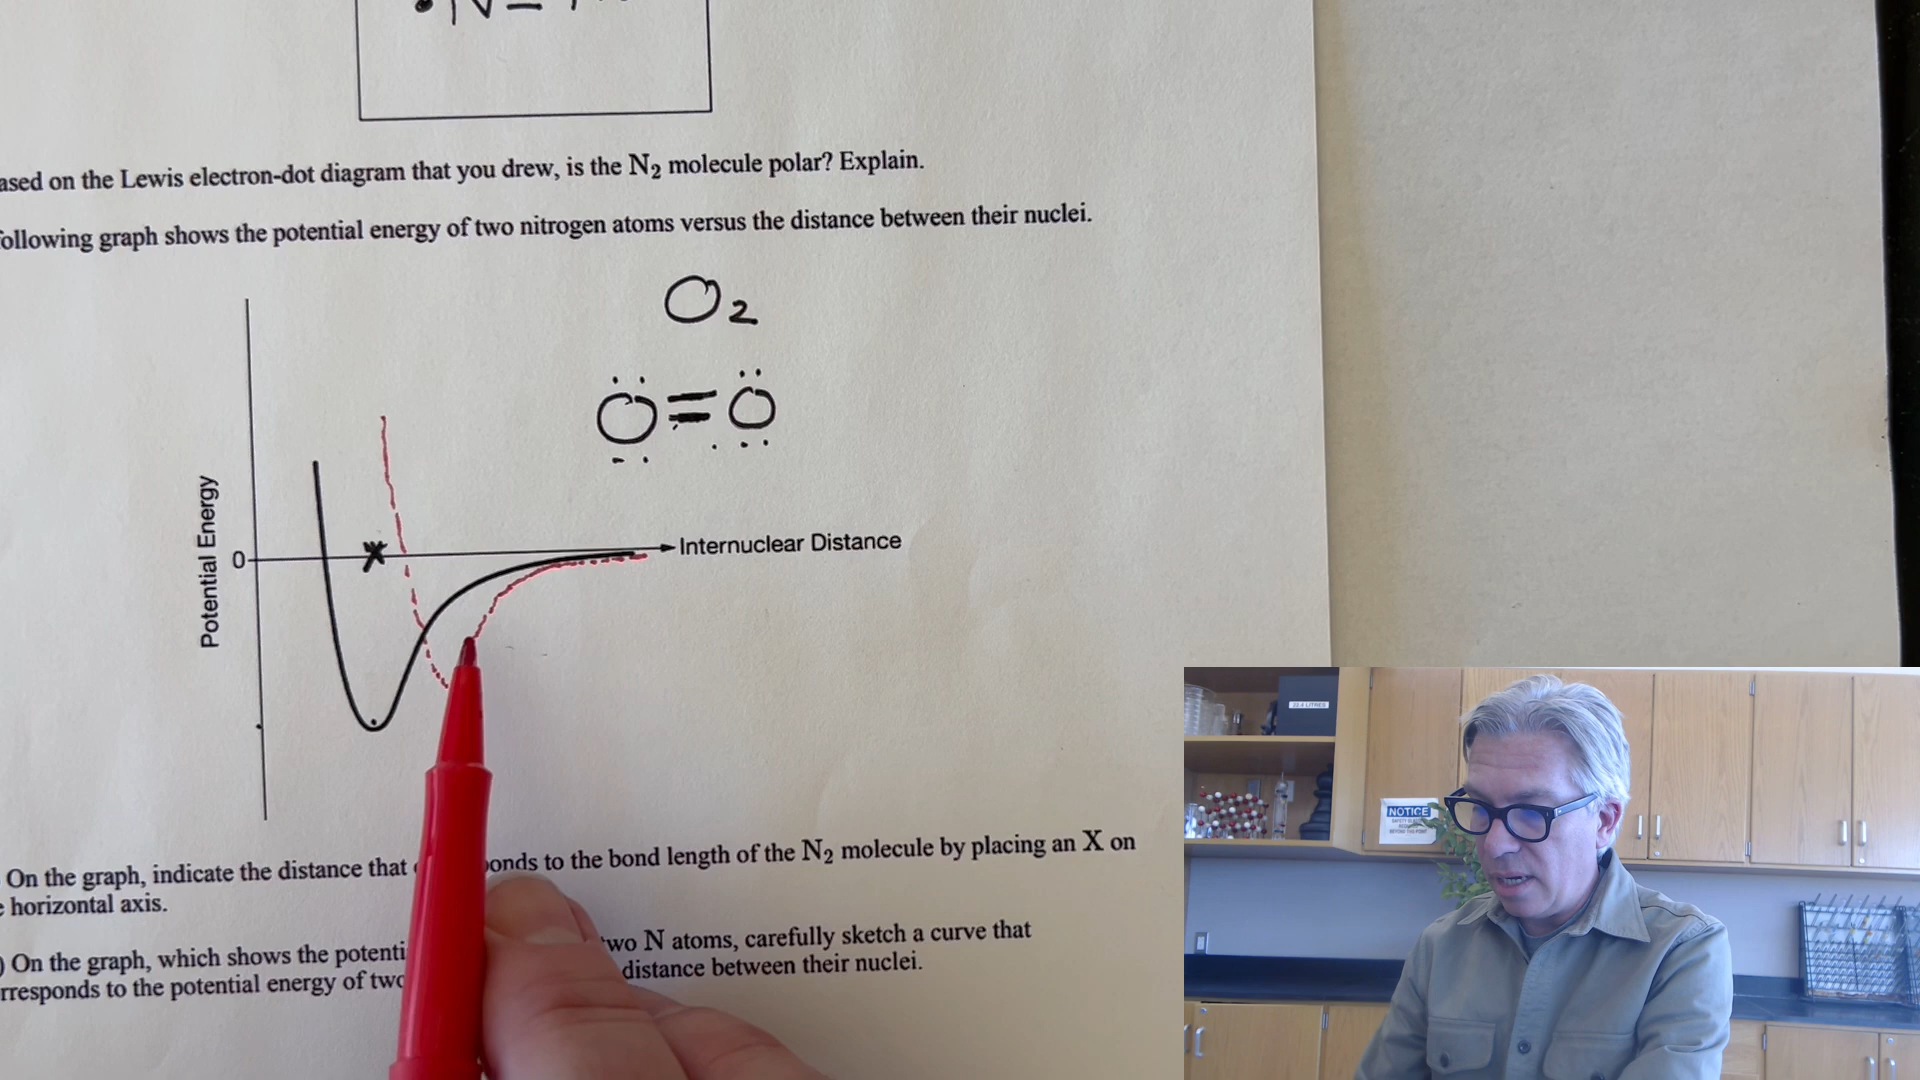 ased on the Lewis electron-dot diagram that you drew, is the N2 molecule polar? Explain.
ollowing graph shows the potential energy of two nitrogen atoms versus the distance between their nuclei.
O2
O=O
Potential Energy
0
Internuclear Distance
On the graph, indicate the distance that onds to the bond length of the N2 molecule by placing an X on
horizontal axis.
) On the graph, which shows the potenti wo N atoms, carefully sketch a curve that
rresponds to the potential energy of two distance between their nuclei.
22.4 LITRES
NOTICE